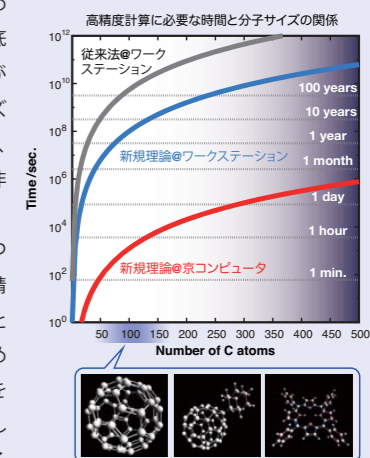 高精度計算に必要な時間と分子サイズの関係
10¹²
10¹⁰
10⁸
10⁶
10⁴
10²
10⁰
Time/sec.
従来法@ワーク
ステーション
新規理論@ワークステーション
新規理論@京コンピュータ
100 years
10 years
1 year
1 month
1 day
1 hour
1 min.
50 100 150 200 250 300 350 400 450 500
Number of C atoms